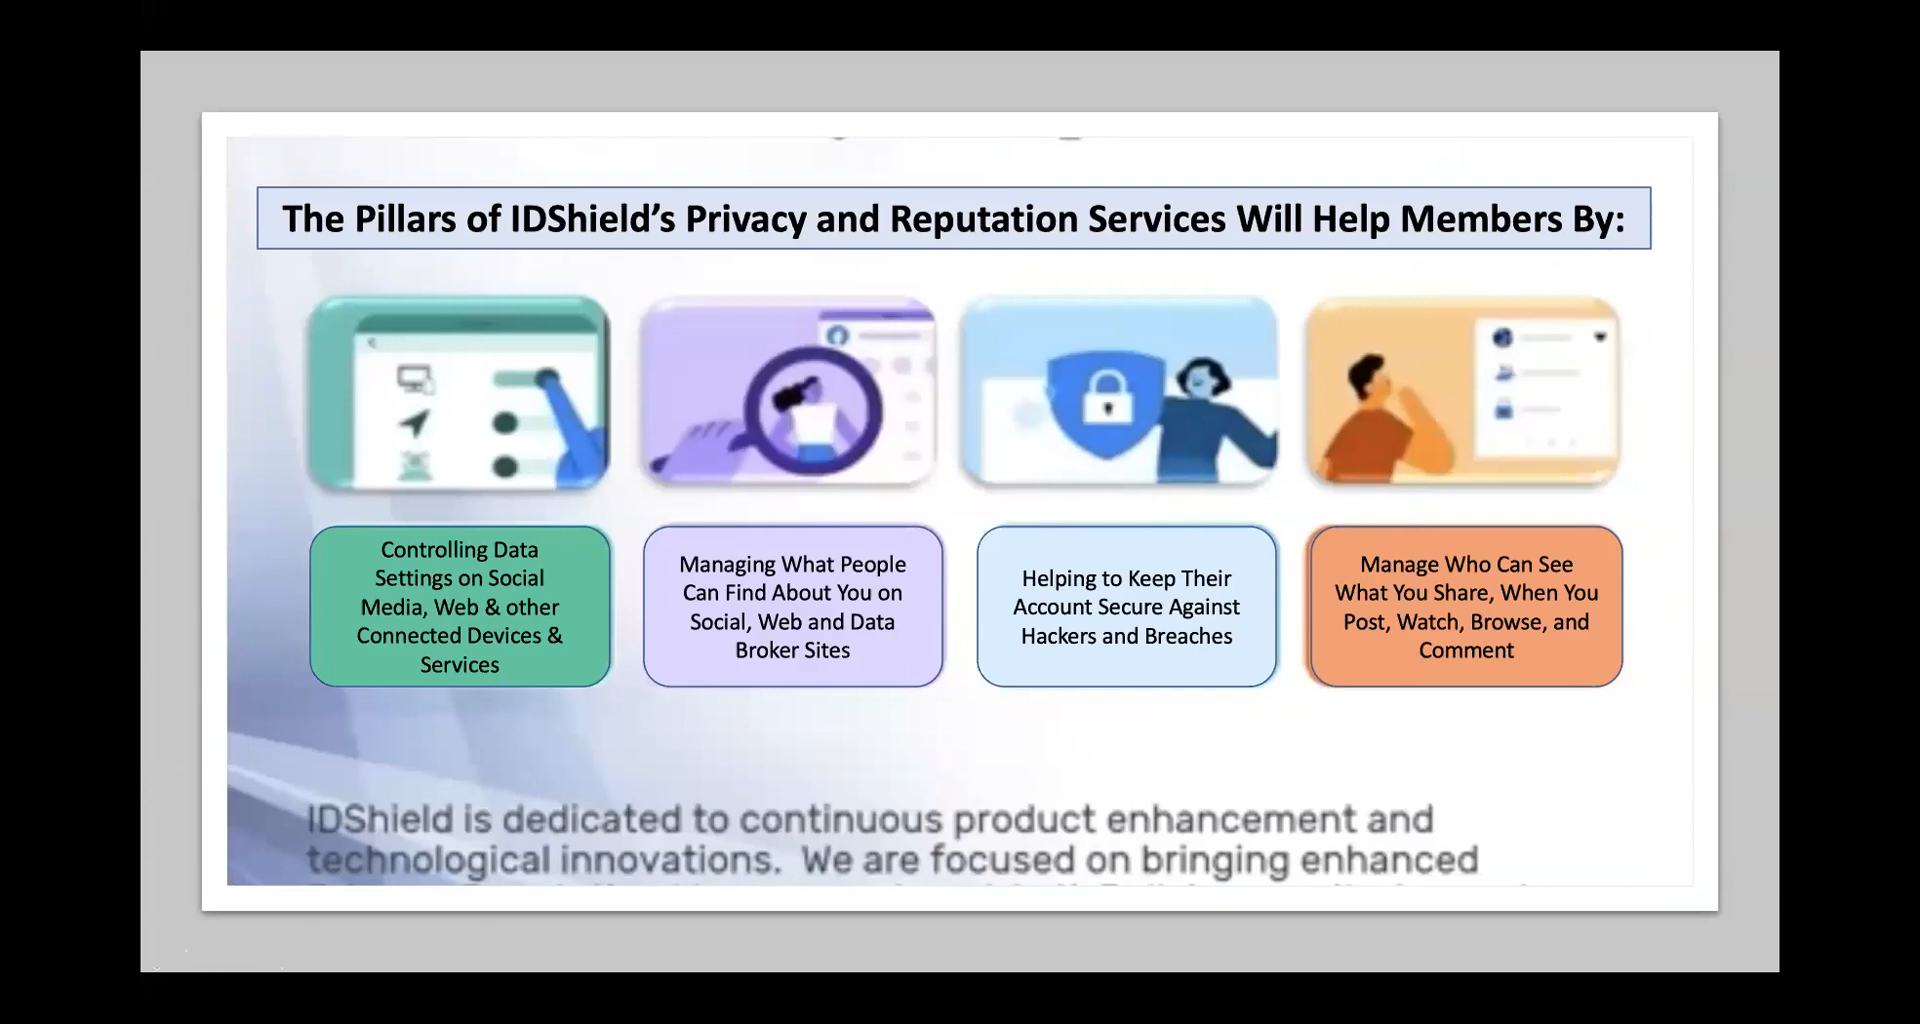 The Pillars of IDShield’s Privacy and Reputation Services Will Help Members By:
Controlling Data
Settings on Social
Media, Web & other
Connected Devices &
Services
Managing What People
Can Find About You on
Social, Web and Data
Broker Sites
Helping to Keep Their
Account Secure Against
Hackers and Breaches
Manage Who Can See
What You Share, When You
Post, Watch, Browse, and
Comment
IDShield is dedicated to continuous product enhancement and
technological innovations.  We are focused on bringing enhanced